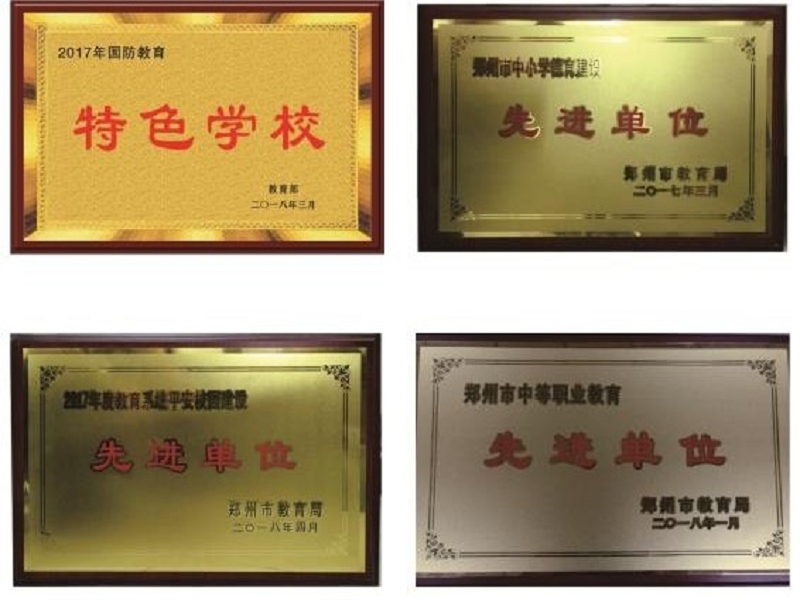 2017年国防教育
特色学校
教育部
二〇一八年三月
郑州市中小学德育建设
先进单位
郑州市教育局
二〇一七年三月
2017年度教育系统平安校园建设
先进单位
郑州市教育局
二〇一八年四月
郑州市中等职业教育
先进单位
郑州市教育局
二〇一八年一月